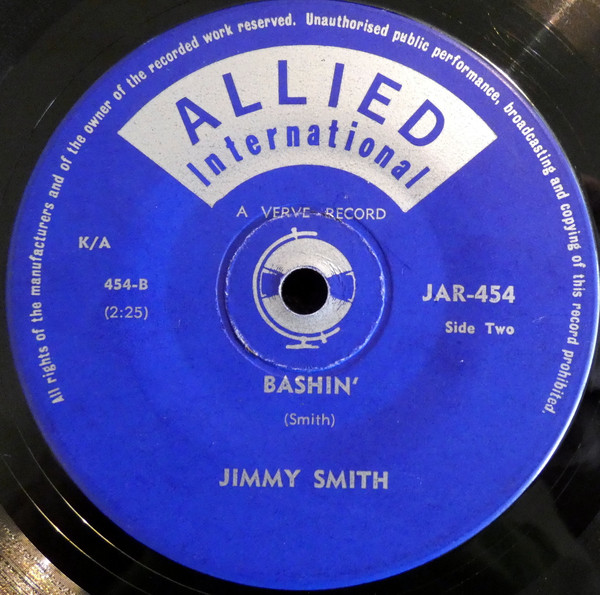 All rights of the manufacturers and of the owner of the recorded work reserved. Unauthorised public performance, broadcasting and copying of this record prohibited.
ALLIED
International
A VERVE RECORD
K/A
454-B
(2:25)
JAR-454
Side Two
BASHIN'
(Smith)
JIMMY SMITH